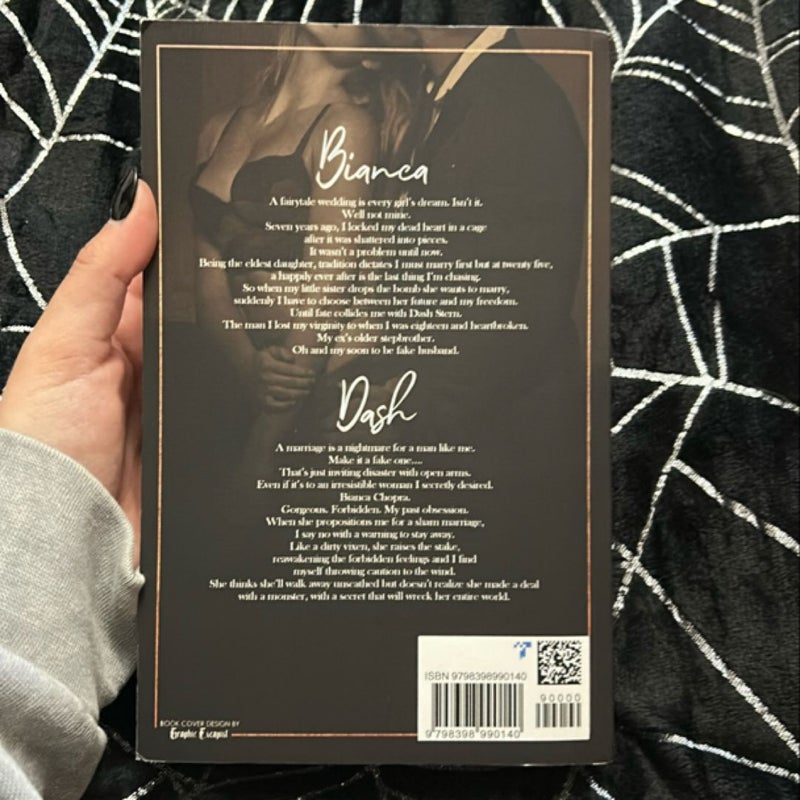 Bianca
A fairytale wedding is every girl's dream. Isn't it.
Well not mine.
Seven years ago, I locked my dead heart in a cage
after it was shattered into pieces.
It wasn't a problem until now.
Being the eldest daughter, tradition dictates I must marry first but at twenty five,
a happily ever after is the last thing I'm chasing.
So when my little sister drops the bomb she wants to marry,
suddenly I have to choose between her future and my freedom.
Until fate collides me with Dash Stern.
The man I lost my virginity to when I was eighteen and heartbroken.
My ex's older stepbrother.
Oh and my soon to be fake husband.
Dash
A marriage is a nightmare for a man like me.
Make it a fake one....
That's just inviting disaster with open arms.
Even if it's to an irresistible woman I secretly desired.
Bianca Chopra.
Gorgeous. Forbidden. My past obsession.
When she propositions me for a sham marriage,
I say no with a warning to stay away.
Like a dirty vixen, she raises the stake,
reawakening the forbidden feelings and I find
myself throwing caution to the wind.
She thinks she'll walk away unscathed but doesn't realize she made a deal
with a monster, with a secret that will wreck her entire world.
ISBN 9798398990140
90000
9 798398 990140
BOOK COVER DESIGN BY
Graphic Escapist